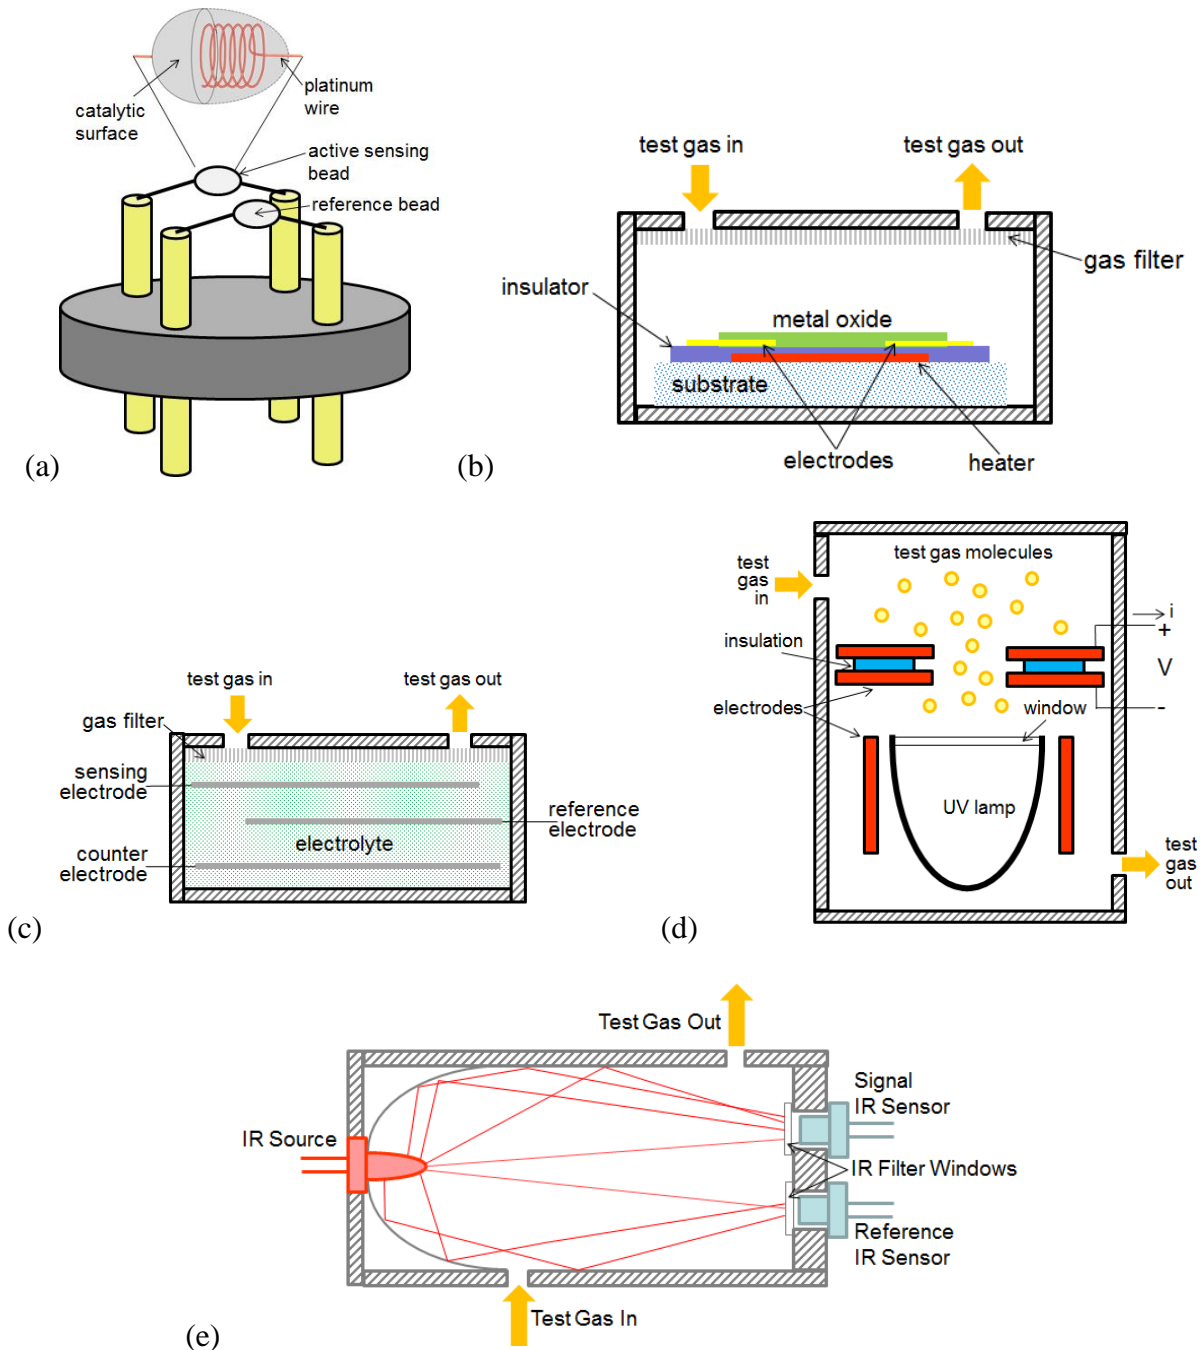 catalytic
surface
platinum
wire
active sensing
bead
reference bead
(a)
test gas in
test gas out
gas filter
insulator
metal oxide
substrate
electrodes
heater
(b)
test gas in
test gas out
gas filter
sensing
electrode
reference
electrode
electrolyte
counter
electrode
(c)
test gas molecules
test
gas
in
i
+
V
-
insulation
electrodes
window
UV lamp
test
gas
out
(d)
Test Gas Out
Signal
IR Sensor
IR Source
IR Filter Windows
Reference
IR Sensor
Test Gas In
(e)